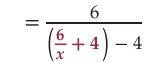 = 6 / ((6/x + 4) − 4)